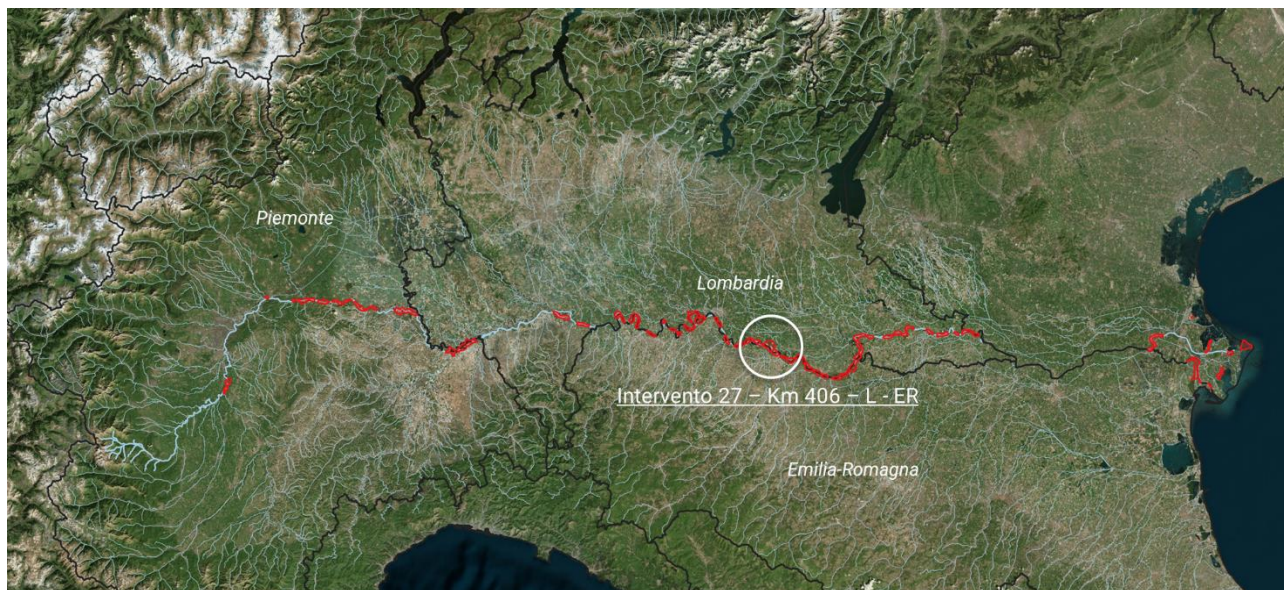 Piemonte
Lombardia
Intervento 27 – Km 406 – L - ER
Emilia-Romagna